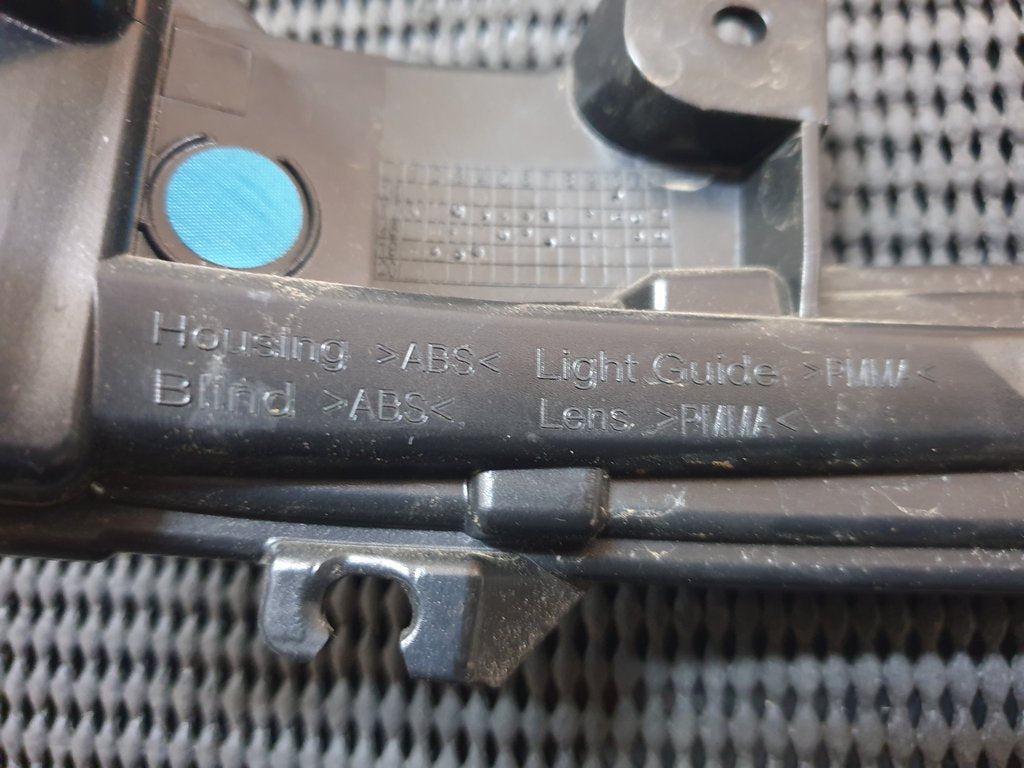 Housing >ABS< Light Guide >PMMA<
Blind >ABS< Lens >PMMA<